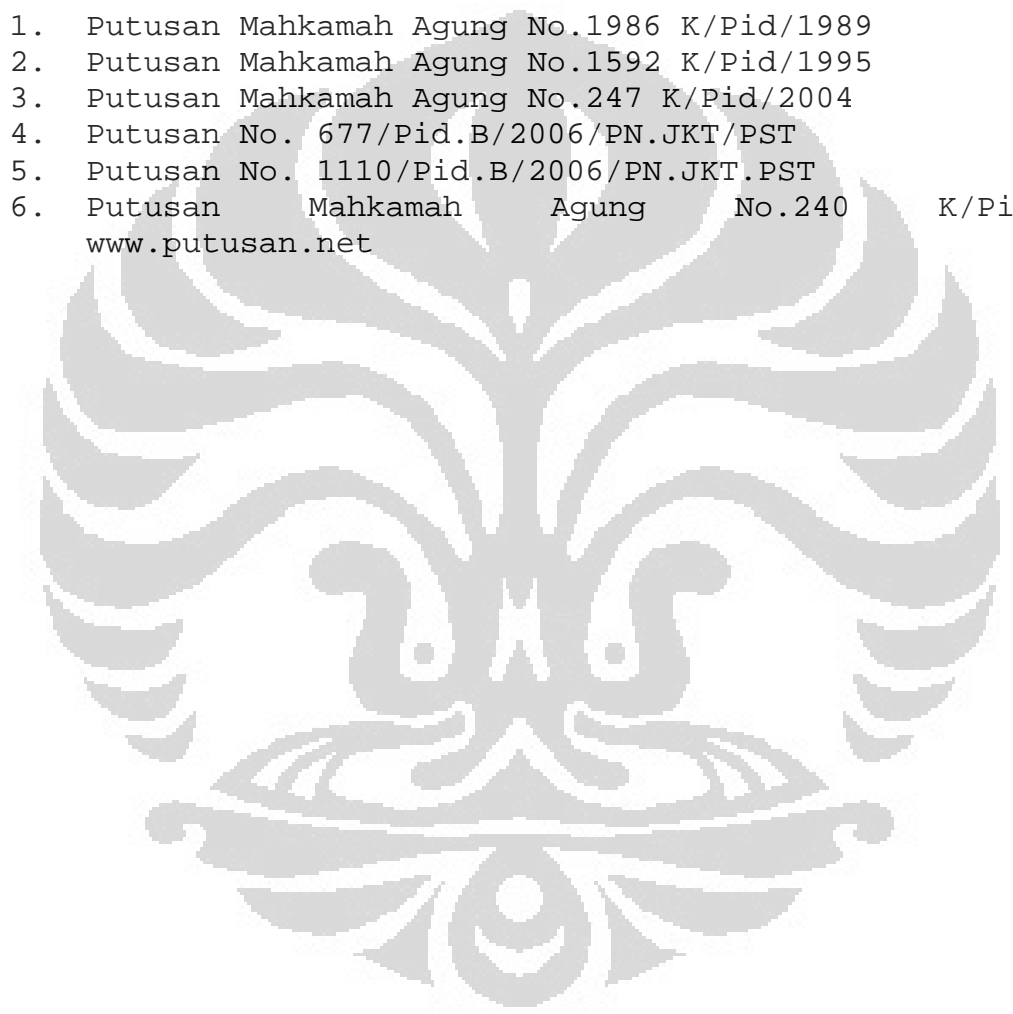 1. Putusan Mahkamah Agung No.1986 K/Pid/1989
2. Putusan Mahkamah Agung No.1592 K/Pid/1995
3. Putusan Mahkamah Agung No.247 K/Pid/2004
4. Putusan No. 677/Pid.B/2006/PN.JKT/PST
5. Putusan No. 1110/Pid.B/2006/PN.JKT.PST
6. Putusan Mahkamah Agung No.240 K/Pi
www.putusan.net